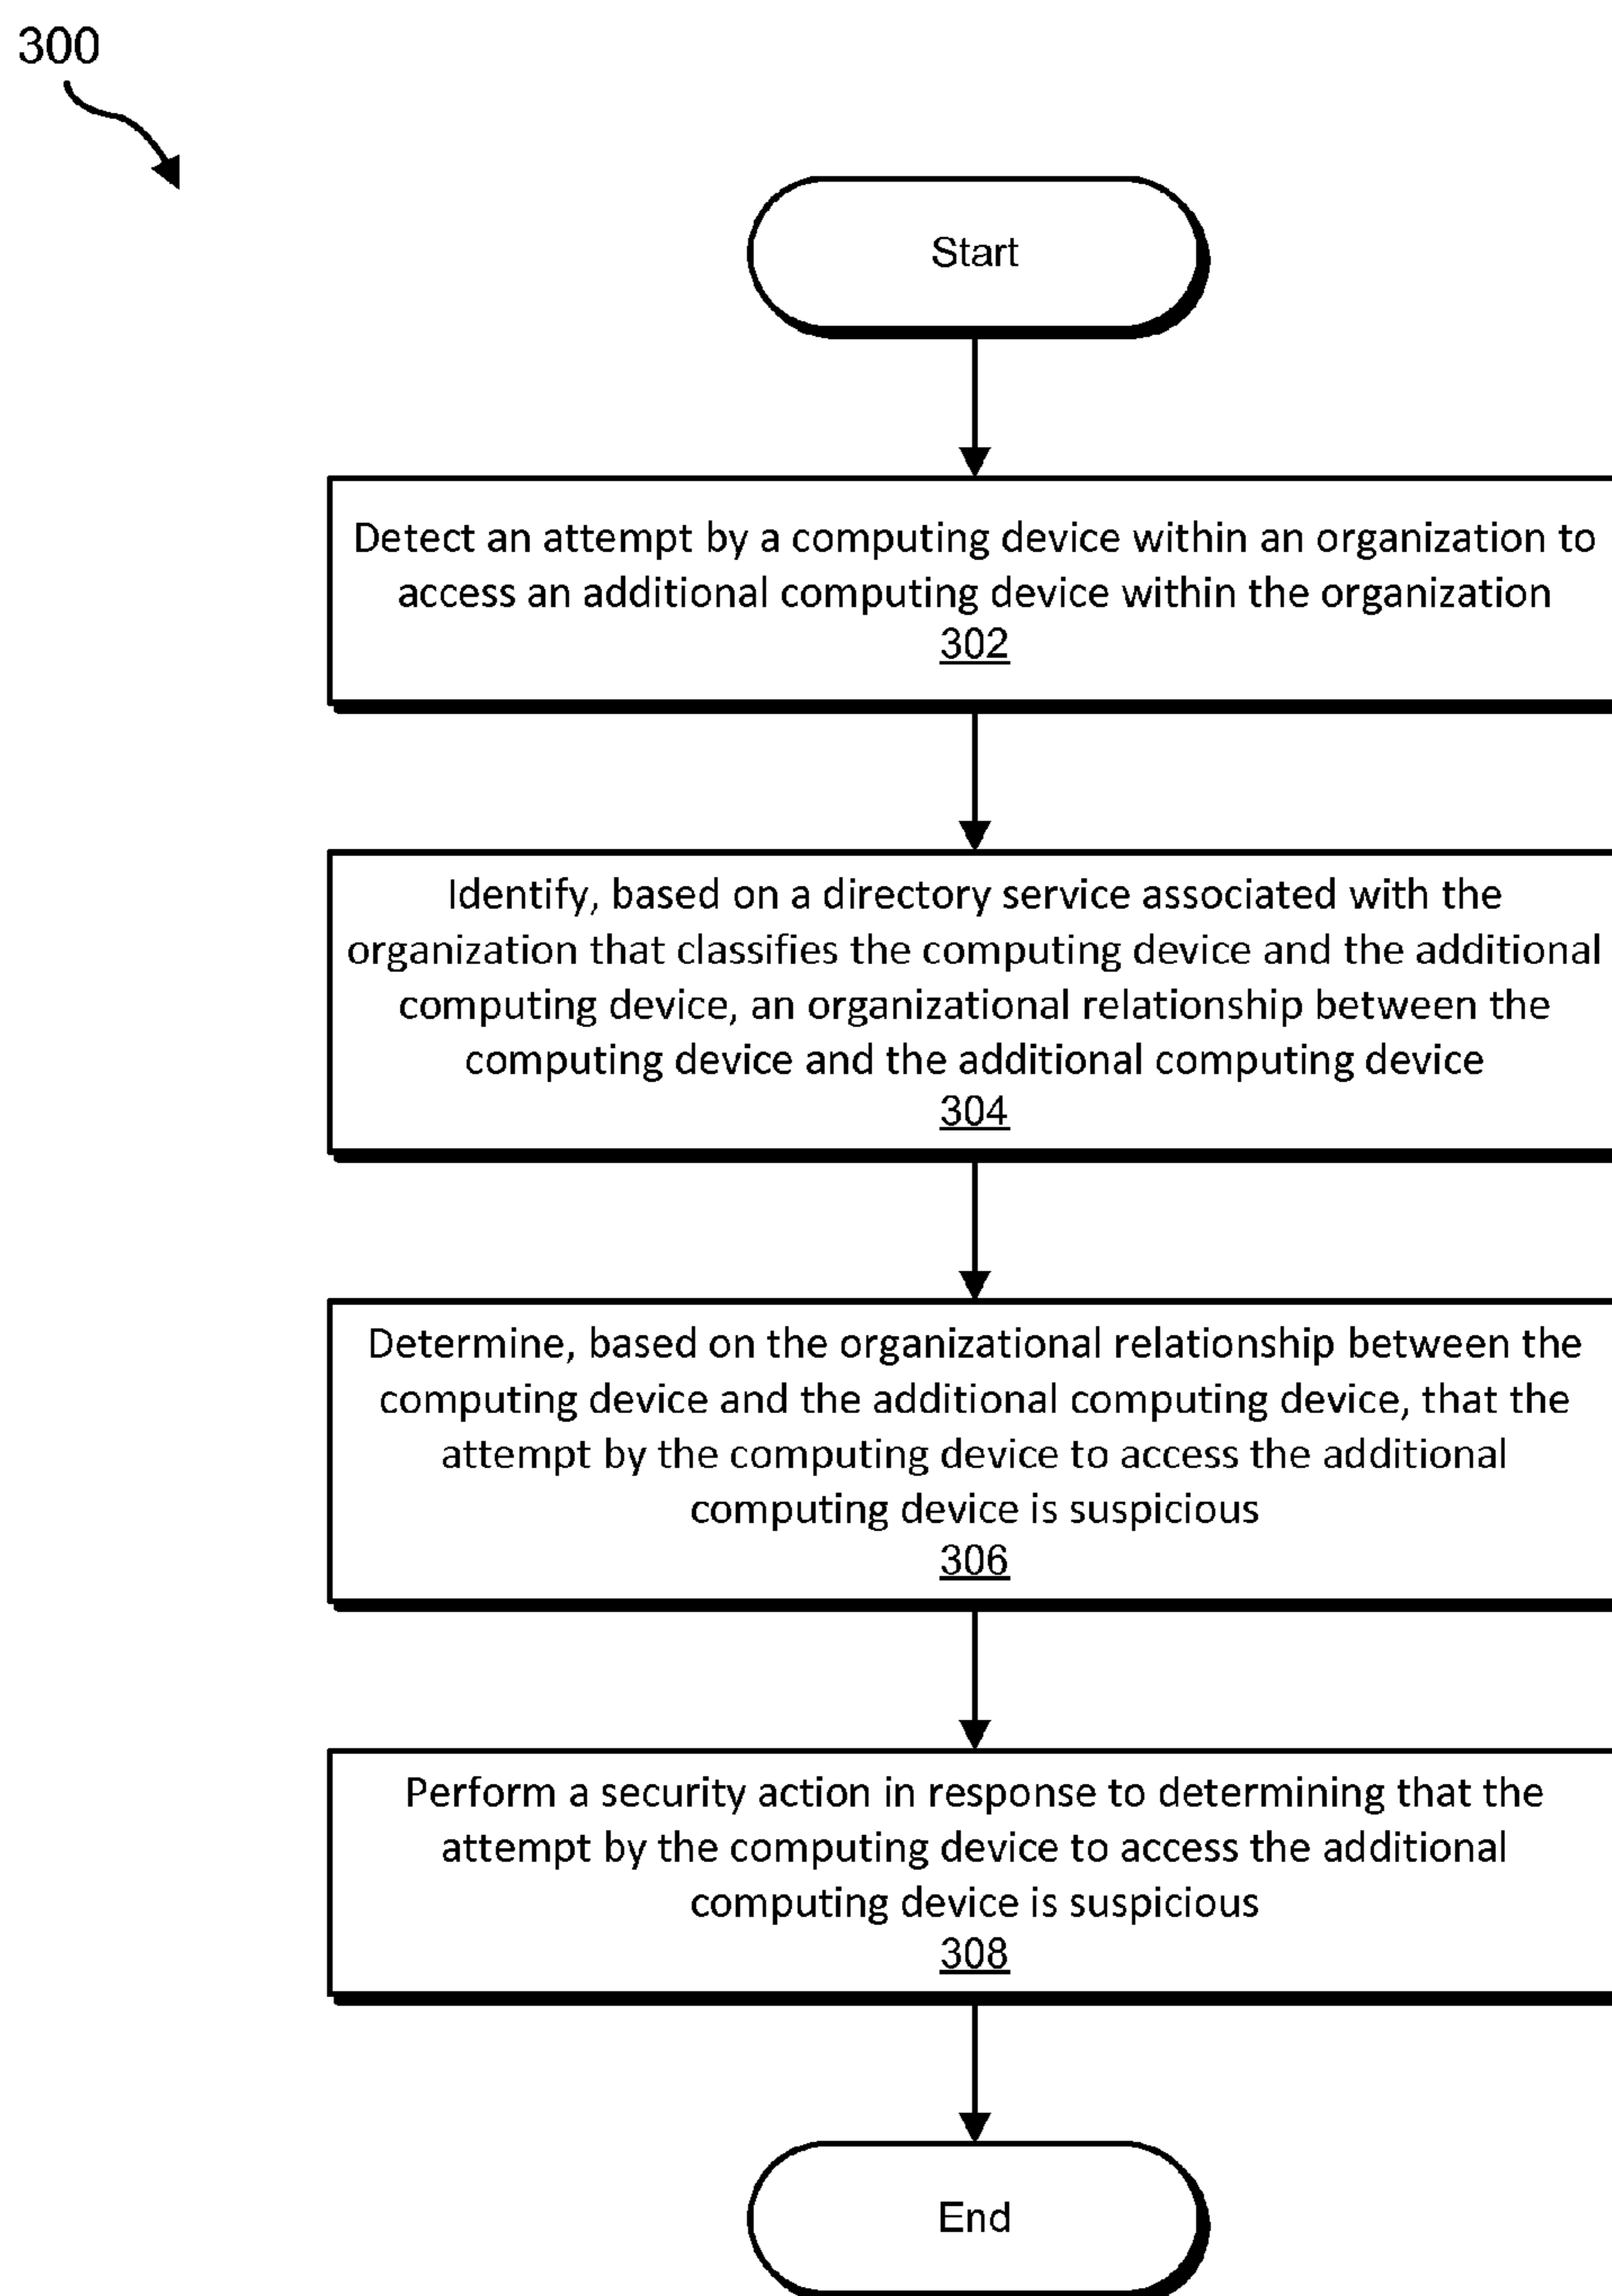 300
Start
Detect an attempt by a computing device within an organization to
access an additional computing device within the organization
302
Identify, based on a directory service associated with the
organization that classifies the computing device and the additional
computing device, an organizational relationship between the
computing device and the additional computing device
304
Determine, based on the organizational relationship between the
computing device and the additional computing device, that the
attempt by the computing device to access the additional
computing device is suspicious
306
Perform a security action in response to determining that the
attempt by the computing device to access the additional
computing device is suspicious
308
End